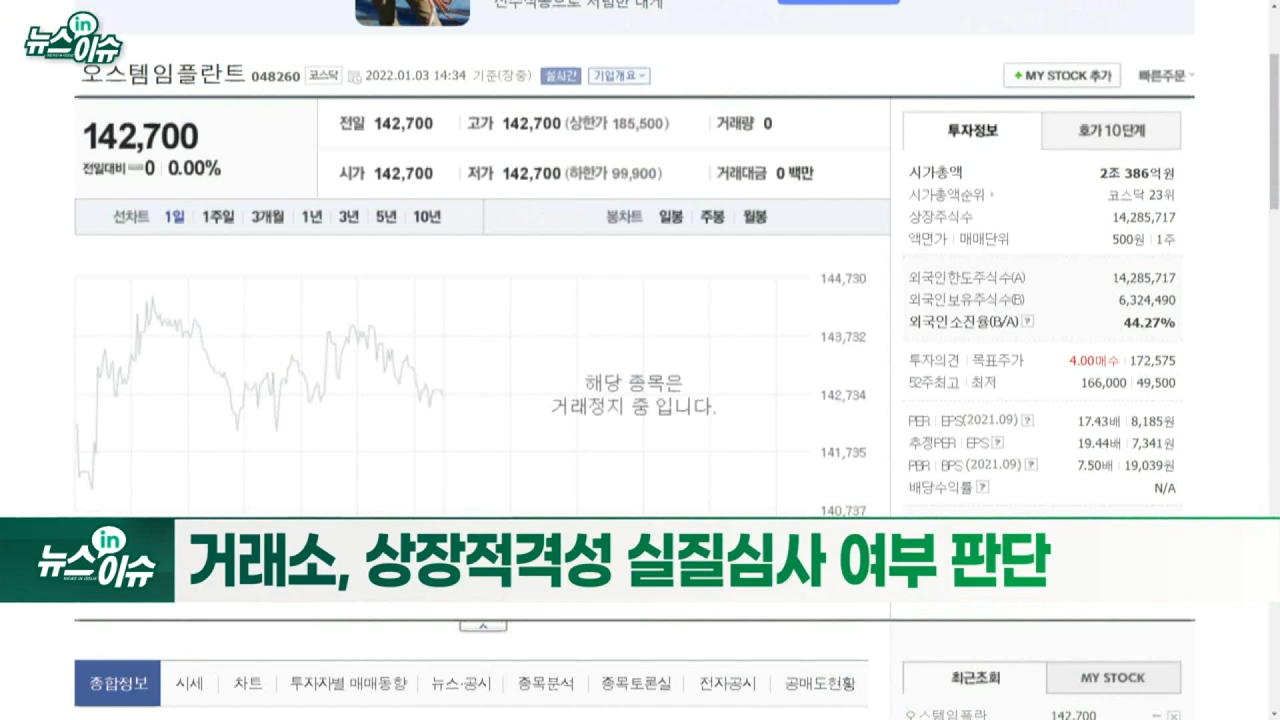 뉴스in이슈
오스템임플란트 048260 코스닥 2022.01.03 14:34 기준(장중) 실시간 기업개요
MY STOCK 추가 빠른주문
142,700
전일대비 0 0.00%
전일 142,700 고가 142,700 (상한가 185,500) 거래량 0
시가 142,700 저가 142,700 (하한가 99,900) 거래대금 0 백만
선차트 1일 1주일 3개월 1년 3년 5년 10년 봉차트 일봉 주봉 월봉
144,730
143,732
142,734
141,735
140,737
해당 종목은
거래정지 중 입니다.
투자정보 호가 10단계
시가총액 2조 386억원
시가총액순위 코스닥 23위
상장주식수 14,285,717
액면가 매매단위 500원 1주
외국인한도주식수(A) 14,285,717
외국인보유주식수(B) 6,324,490
외국인소진율(B/A) ? 44.27%
투자의견 목표주가 4.00매수 172,575
52주최고 최저 166,000 49,500
PER EPS(2021.09) ? 17.43배 8,185원
추정PER EPS ? 19.44배 7,341원
PBR BPS (2021.09) ? 7.50배 19,039원
배당수익률 ? N/A
뉴스in이슈
NEWS IN ISSUE
거래소, 상장적격성 실질심사 여부 판단
종합정보 시세 차트 투자자별 매매동향 뉴스·공시 종목분석 종목토론실 전자공시 공매도현황
최근조회 MY STOCK
오스템임플란 142,700